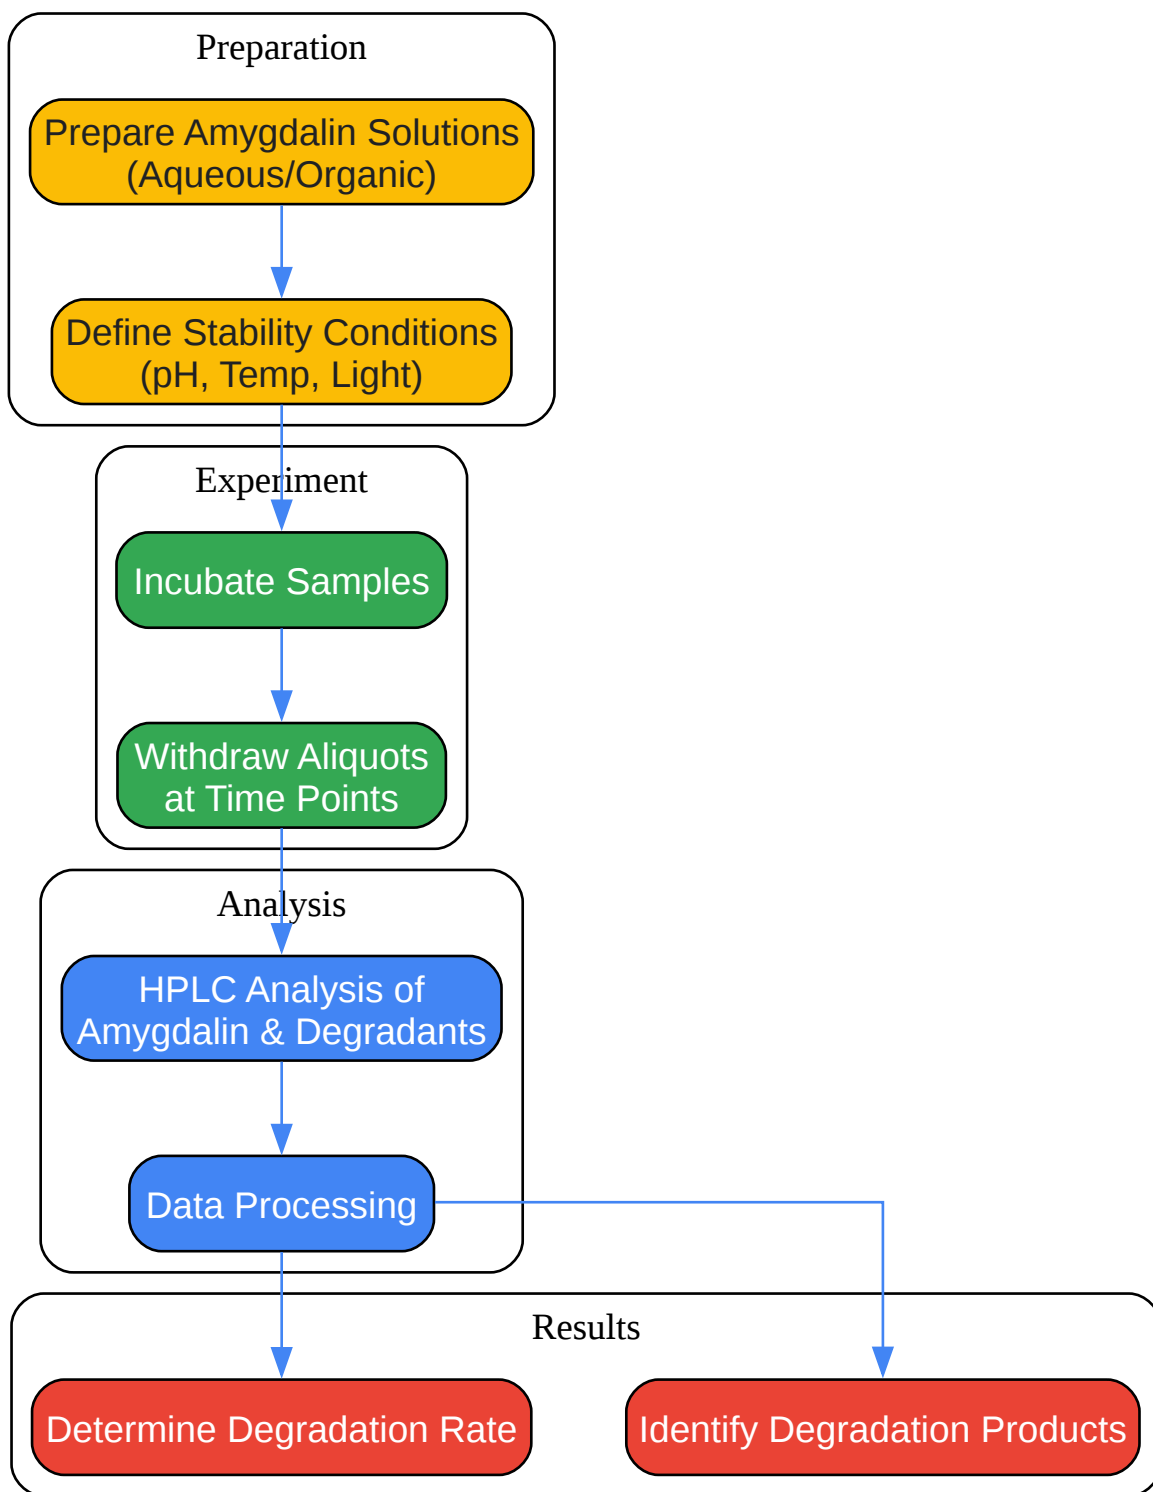 Preparation
Prepare Amygdalin Solutions
(Aqueous/Organic)
Define Stability Conditions
(pH, Temp, Light)
Experiment
Incubate Samples
Withdraw Aliquots
at Time Points
Analysis
HPLC Analysis of
Amygdalin & Degradants
Data Processing
Results
Determine Degradation Rate
Identify Degradation Products